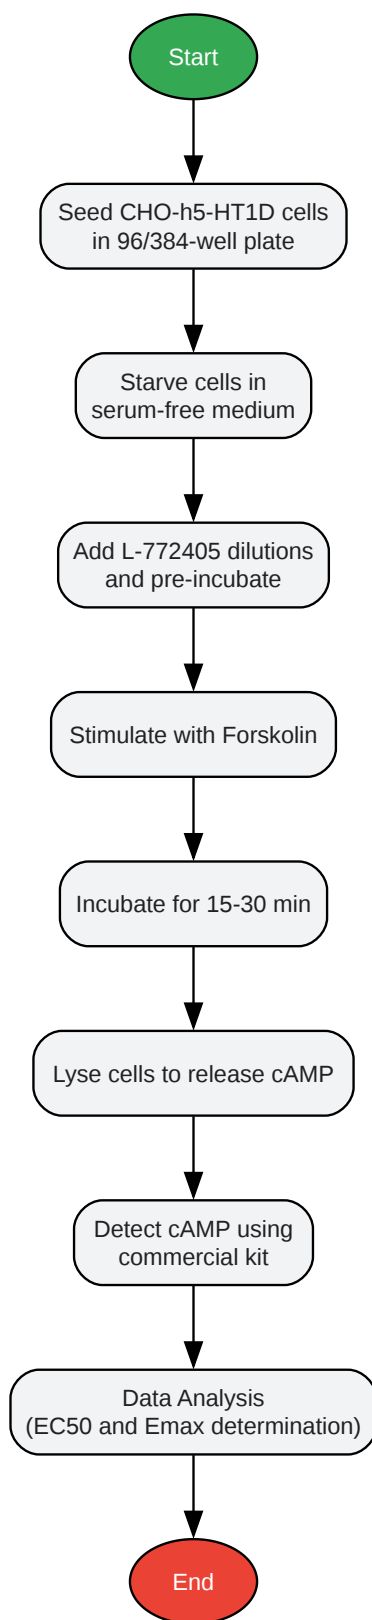 Start
Seed CHO-h5-HT1D cells
in 96/384-well plate
Starve cells in
serum-free medium
Add L-772405 dilutions
and pre-incubate
Stimulate with Forskolin
Incubate for 15-30 min
Lyse cells to release cAMP
Detect cAMP using
commercial kit
Data Analysis
(EC50 and Emax determination)
End